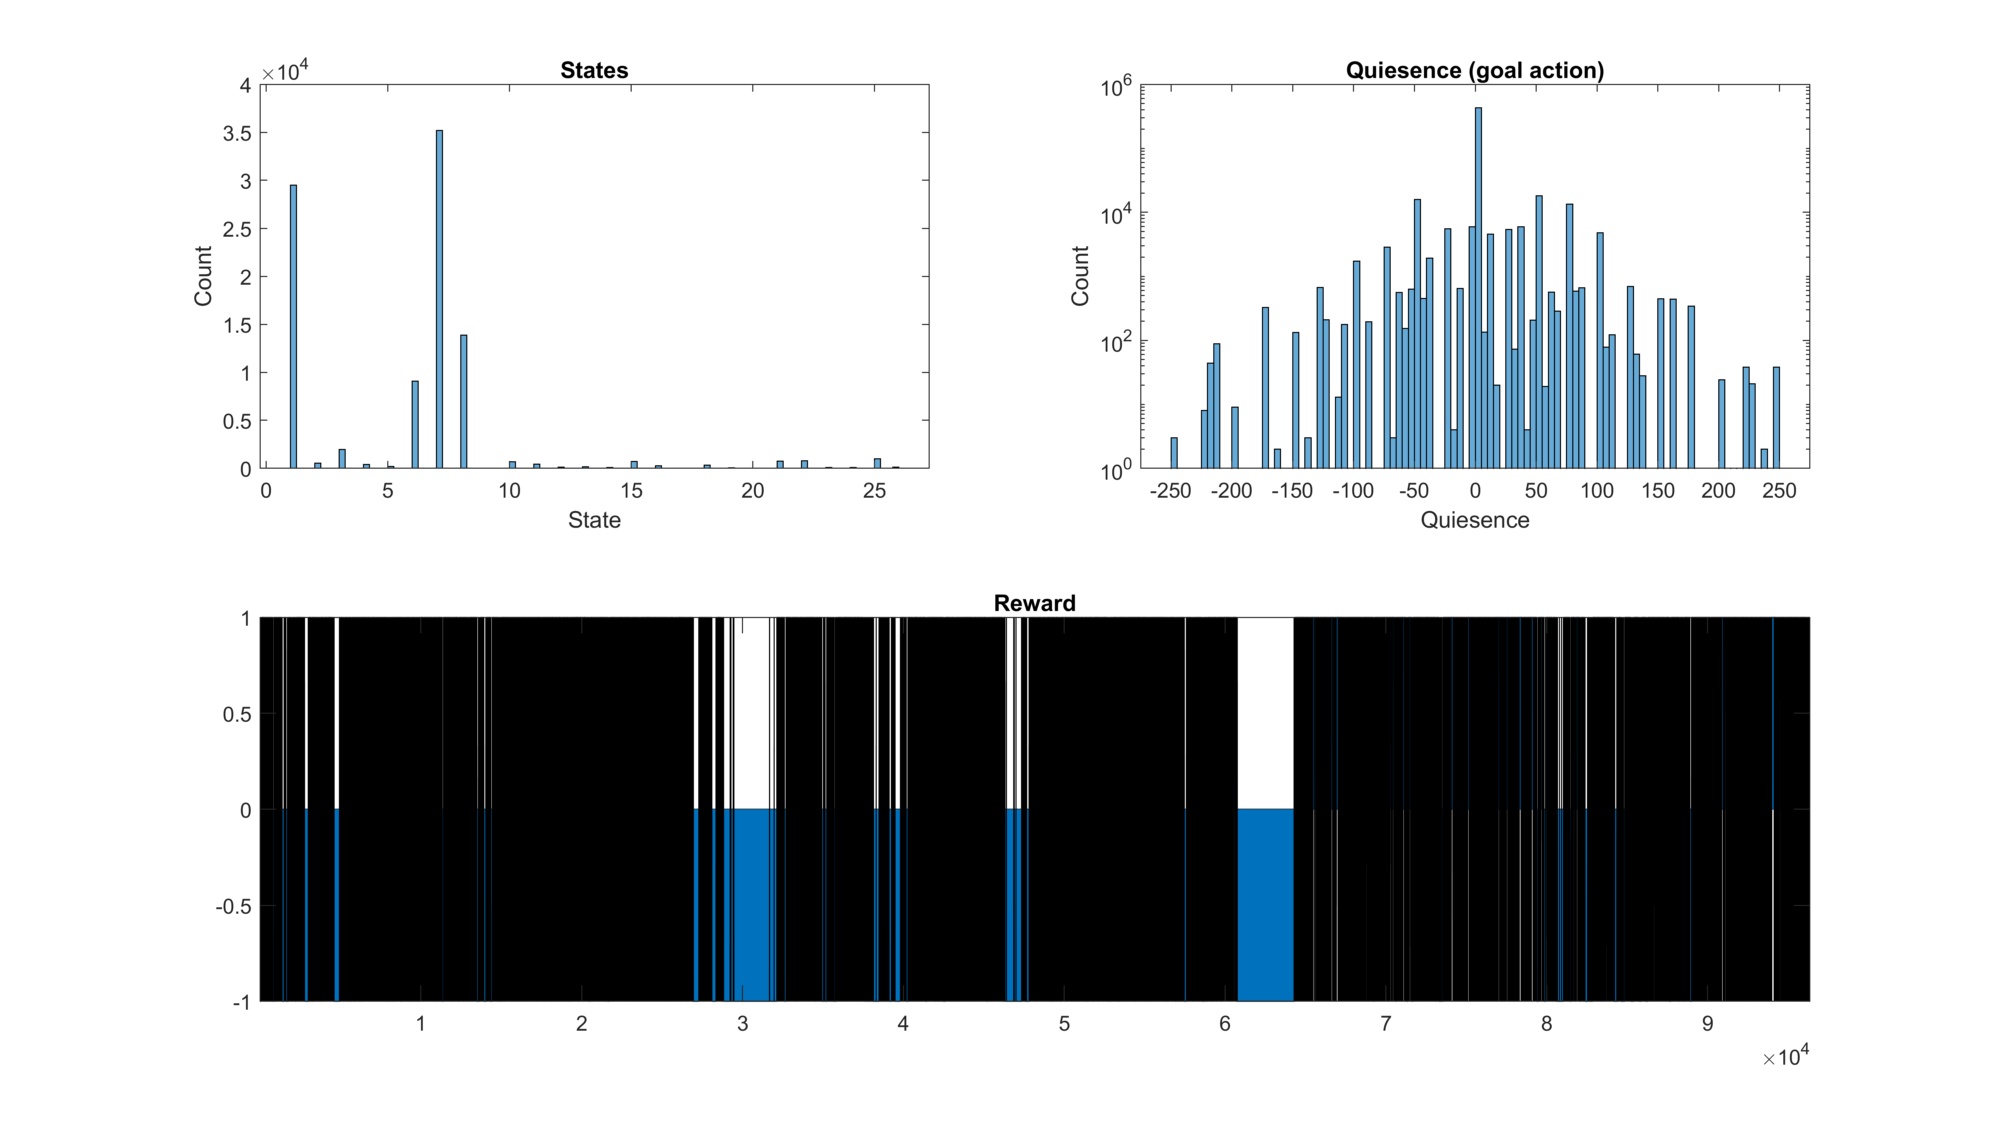 States
×10^4
4
3.5
3
2.5
2
1.5
1
0.5
0
Count
0 5 10 15 20 25
State
Quiesence (goal action)
10^6
10^4
10^2
10^0
Count
-250 -200 -150 -100 -50 0 50 100 150 200 250
Quiesence
Reward
1
0.5
0
-0.5
-1
1 2 3 4 5 6 7 8 9
×10^4